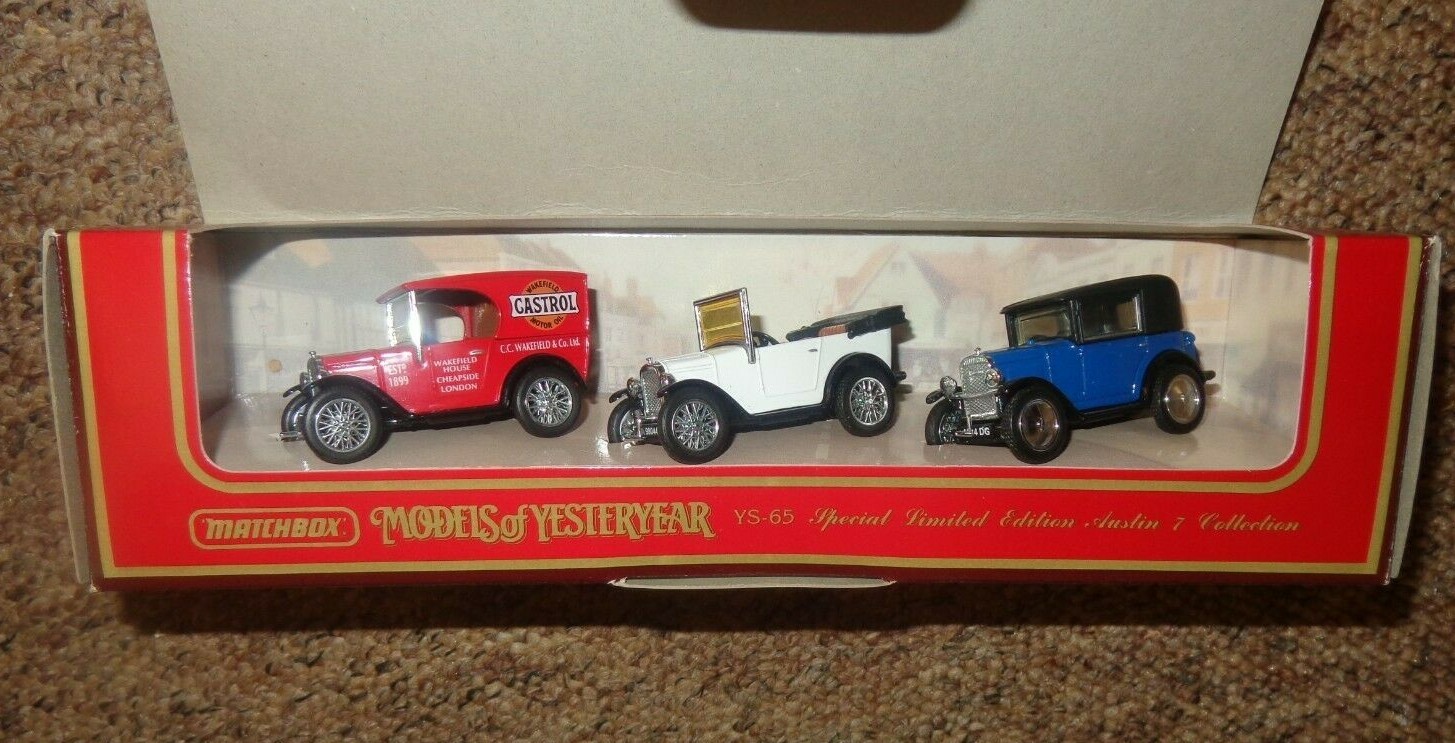 WAKEFIELD
CASTROL
MOTOR OIL
C.C. WAKEFIELD & Co. Ltd.
ESTD
1899
WAKEFIELD
HOUSE
CHEAPSIDE
LONDON
DG
"MATCHBOX"
MODELS of YESTERYEAR
YS-65 Special Limited Edition Austin 7 Collection